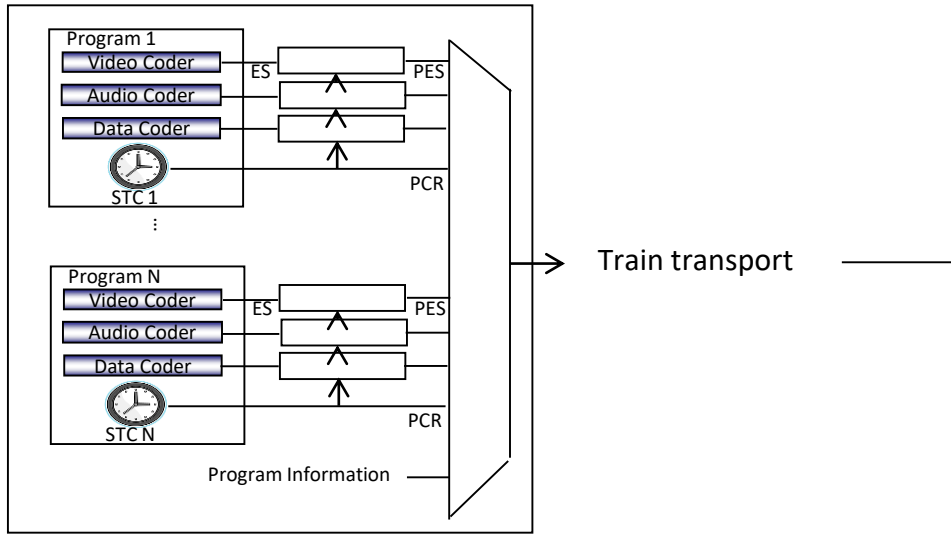 Program 1
Video Coder
ES
PES
Audio Coder
Data Coder
PCR
STC 1
...
Program N
Video Coder
ES
PES
Audio Coder
Data Coder
PCR
STC N
Program Information
Train transport